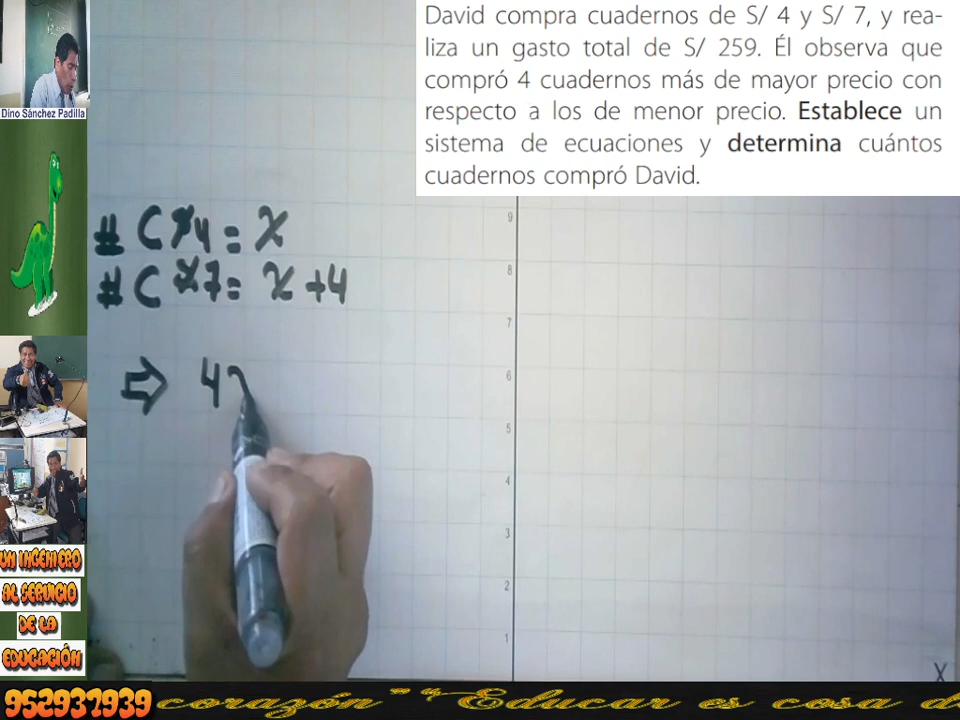 David compra cuadernos de S/ 4 y S/ 7, y rea-
liza un gasto total de S/ 259. Él observa que
compró 4 cuadernos más de mayor precio con
respecto a los de menor precio. Establece un
sistema de ecuaciones y determina cuántos
cuadernos compró David.
Dino Sánchez Padilla
# C x 4 = x
# C x 7 = x + 4
⇒ 4
9
8
7
6
5
4
3
2
1
X
UN INGENIERO
AL SERVICIO
DE LA
EDUCACIÓN
952937939 corazón" "Educar es cosa d